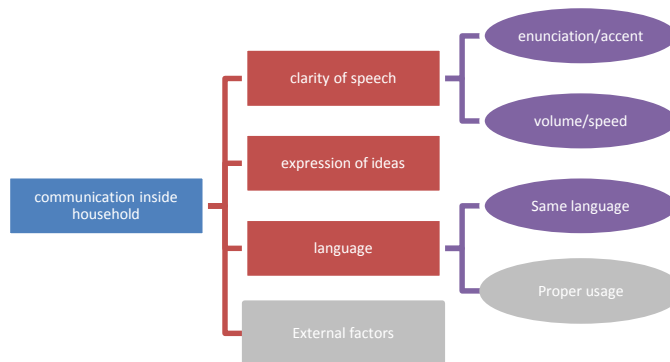 enunciation/accent
clarity of speech
volume/speed
expression of ideas
communication inside
household
Same language
language
Proper usage
External factors